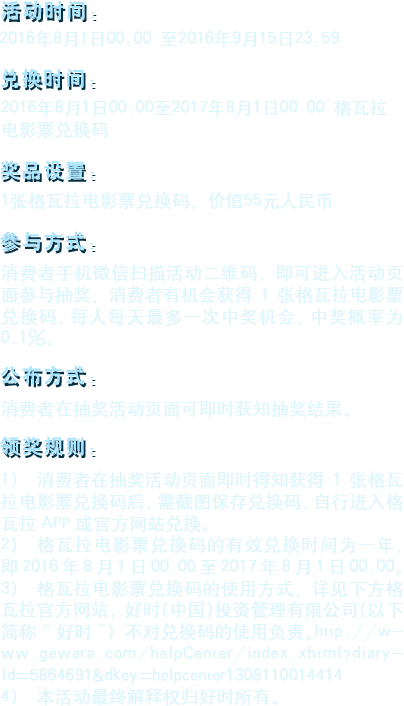 活动时间：
2016年8月1日00:00 至2016年9月15日23:59
兑换时间：
2016年8月1日00:00至2017年8月1日00:00 格瓦拉
电影票兑换码
奖品设置：
1张格瓦拉电影票兑换码，价值55元人民币
参与方式：
消费者手机微信扫描活动二维码，即可进入活动页
面参与抽奖，消费者有机会获得 1 张格瓦拉电影票
兑换码，每人每天最多一次中奖机会，中奖概率为
0.1%。
公布方式：
消费者在抽奖活动页面可即时获知抽奖结果。
领奖规则：
1） 消费者在抽奖活动页面即时得知获得 1 张格瓦
拉电影票兑换码后，需截图保存兑换码，自行进入格
瓦拉 APP 或官方网站兑换。
2） 格瓦拉电影票兑换码的有效兑换时间为一年，
即 2016 年 8 月 1 日 00:00 至 2017 年 8 月 1 日 00:00。
3） 格瓦拉电影票兑换码的使用方式，详见下方格
瓦拉官方网站，好时(中国)投资管理有限公司(以下
简称“好时”）不对兑换码的使用负责。http://w-
ww.gewara.com/helpCenter/index.xhtml?diary-
Id=5864691&dkey=helpcenter1308110014414
4） 本活动最终解释权归好时所有。